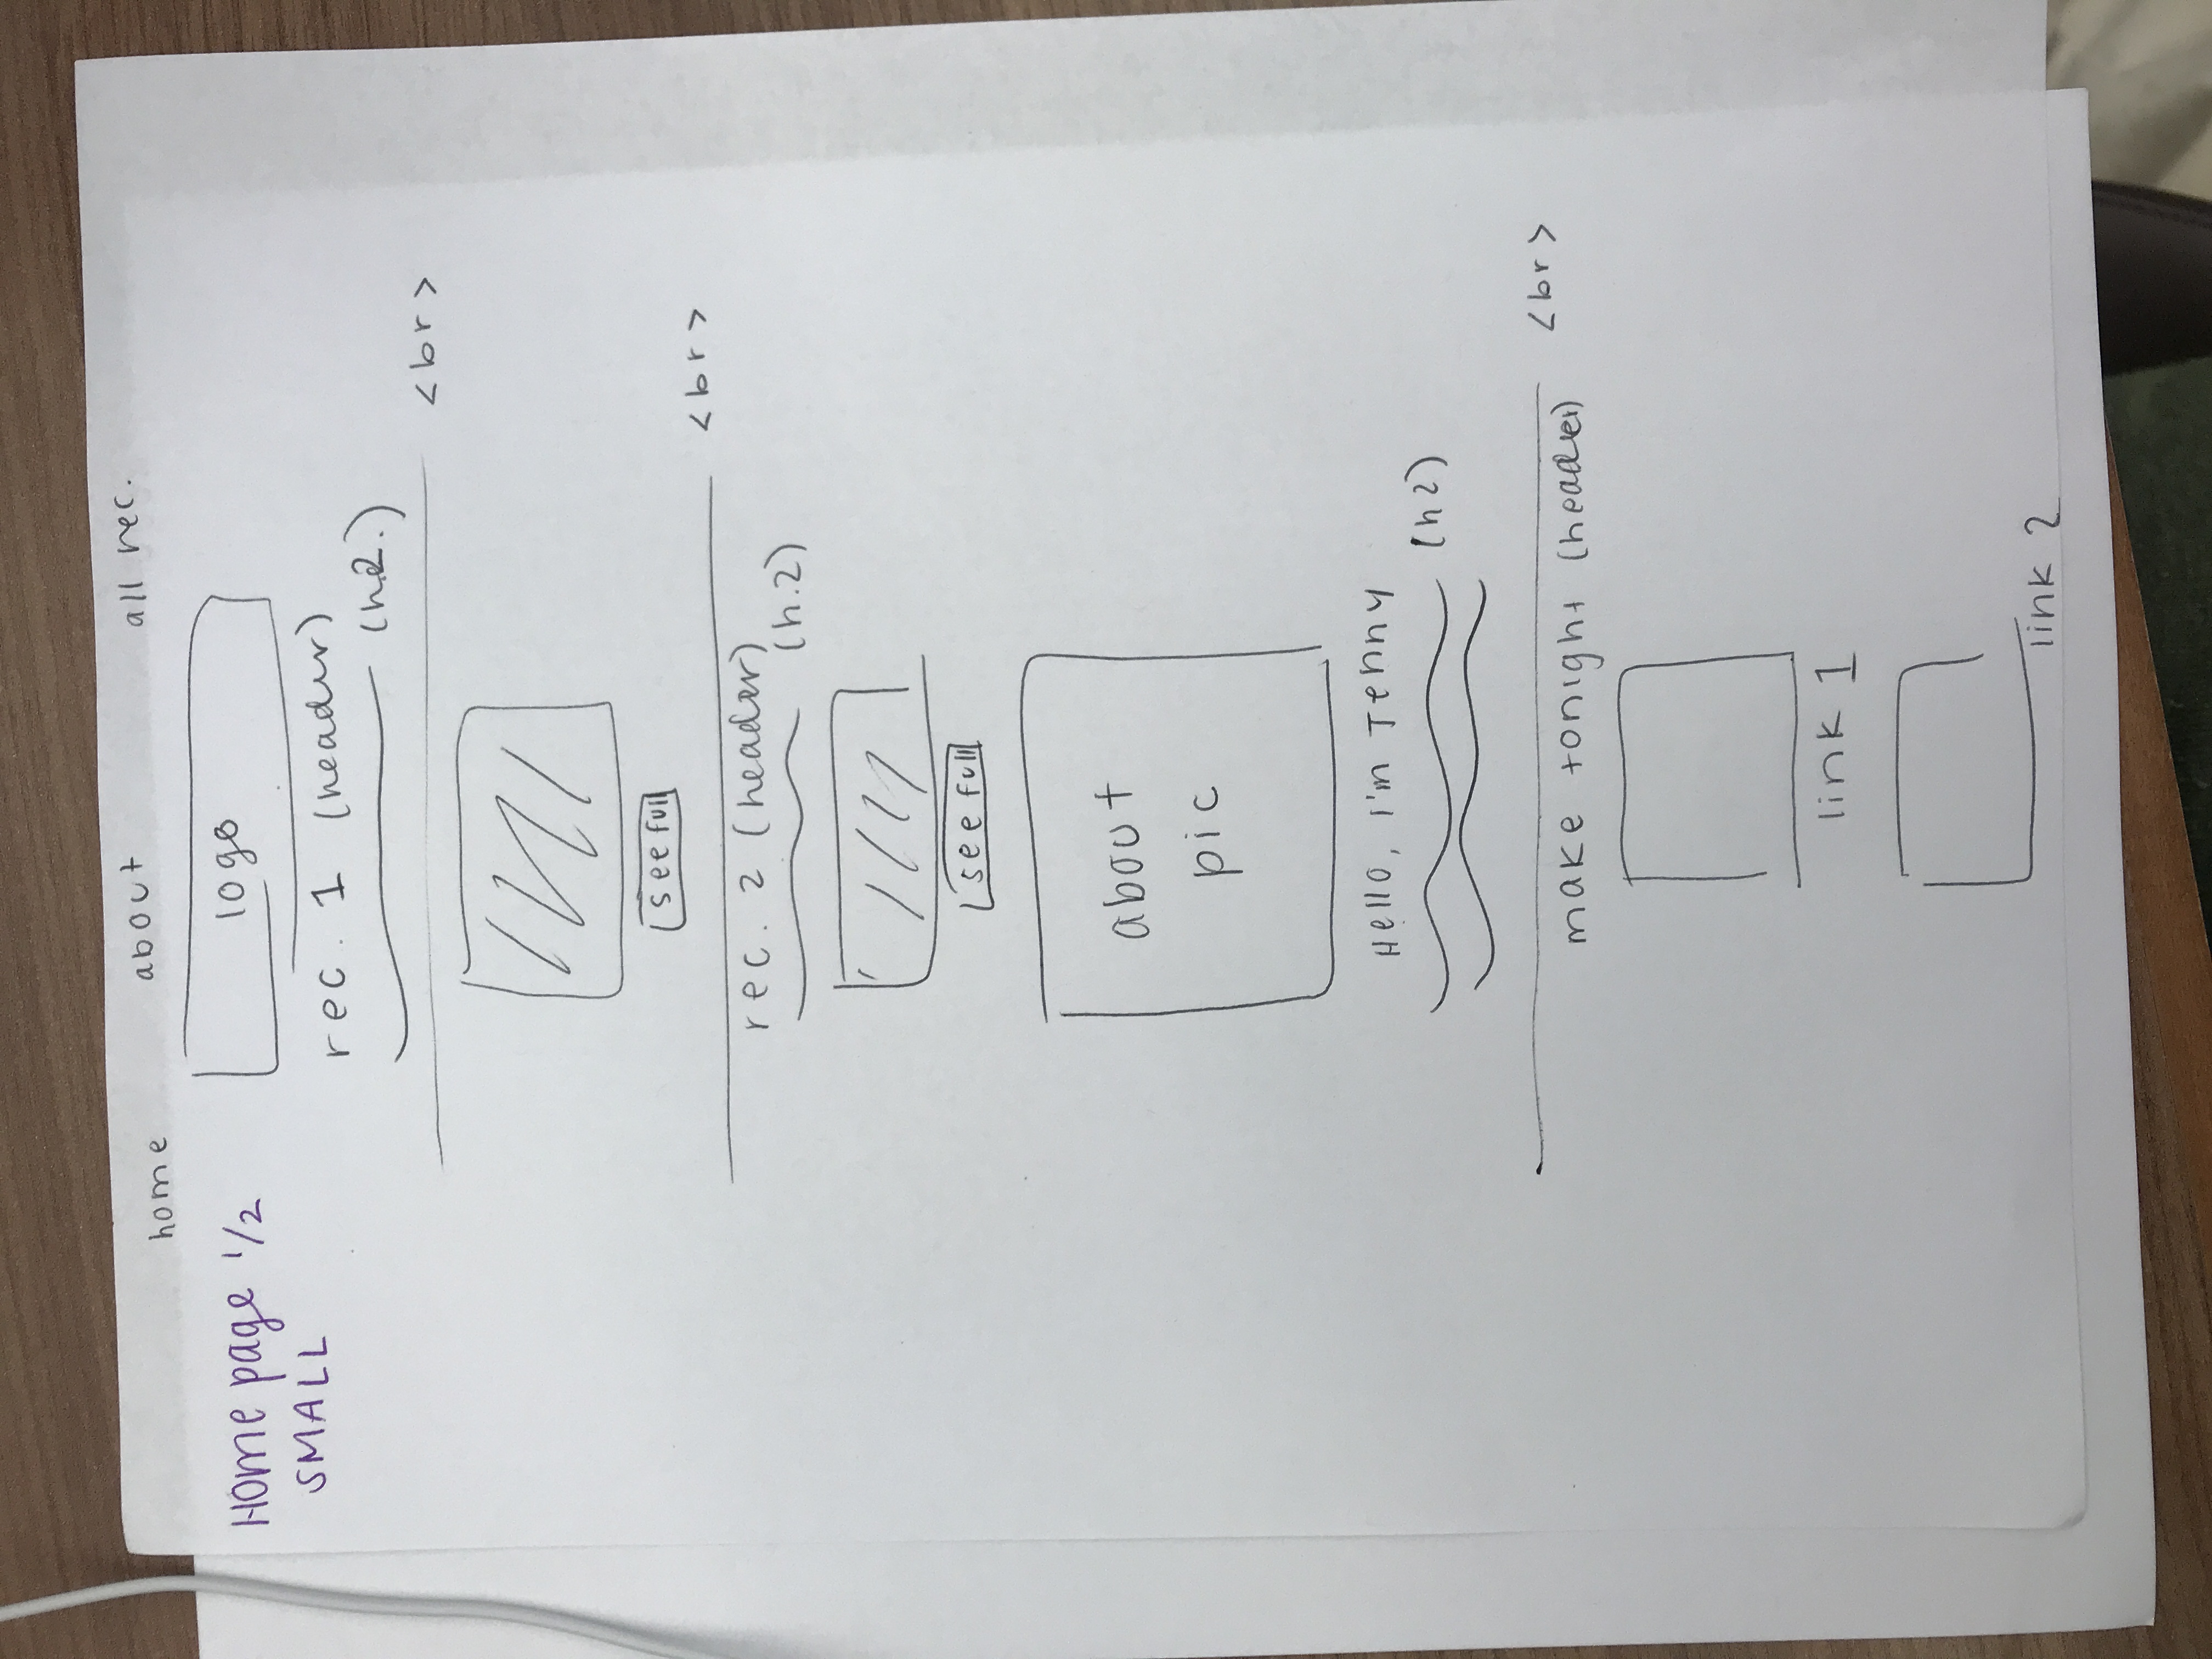 home about all rec.
Home page 1/2
SMALL
logo
rec. 1 (header)
(h2.)
<br>
see full
<br>
rec. 2 (header)
(h.2)
see full
about
pic
Hello, I'm Jenny
(h2)
<br>
make tonight (header)
link 1
link 2